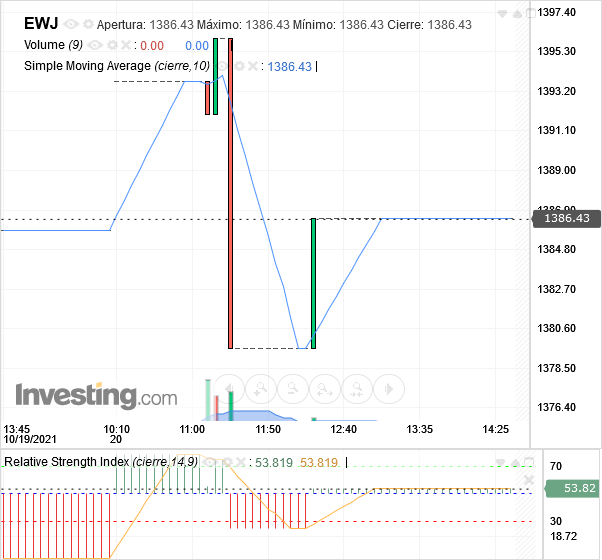 EWJ Apertura: 1386.43 Máximo: 1386.43 Mínimo: 1386.43 Cierre: 1386.43
Volume (9) : 0.00 0.00
Simple Moving Average (cierre,10) : 1386.43
1397.40
1395.30
1393.20
1391.10
1389.00
1386.90
1386.43
1384.80
1382.70
1380.60
1378.50
1376.40
Investing.com
13:45 10:10 11:00 11:50 12:40 13:35 14:25
10/19/2021 20
Relative Strength Index (cierre,14,9) : 53.819 53.819
70
53.82
30
18.72